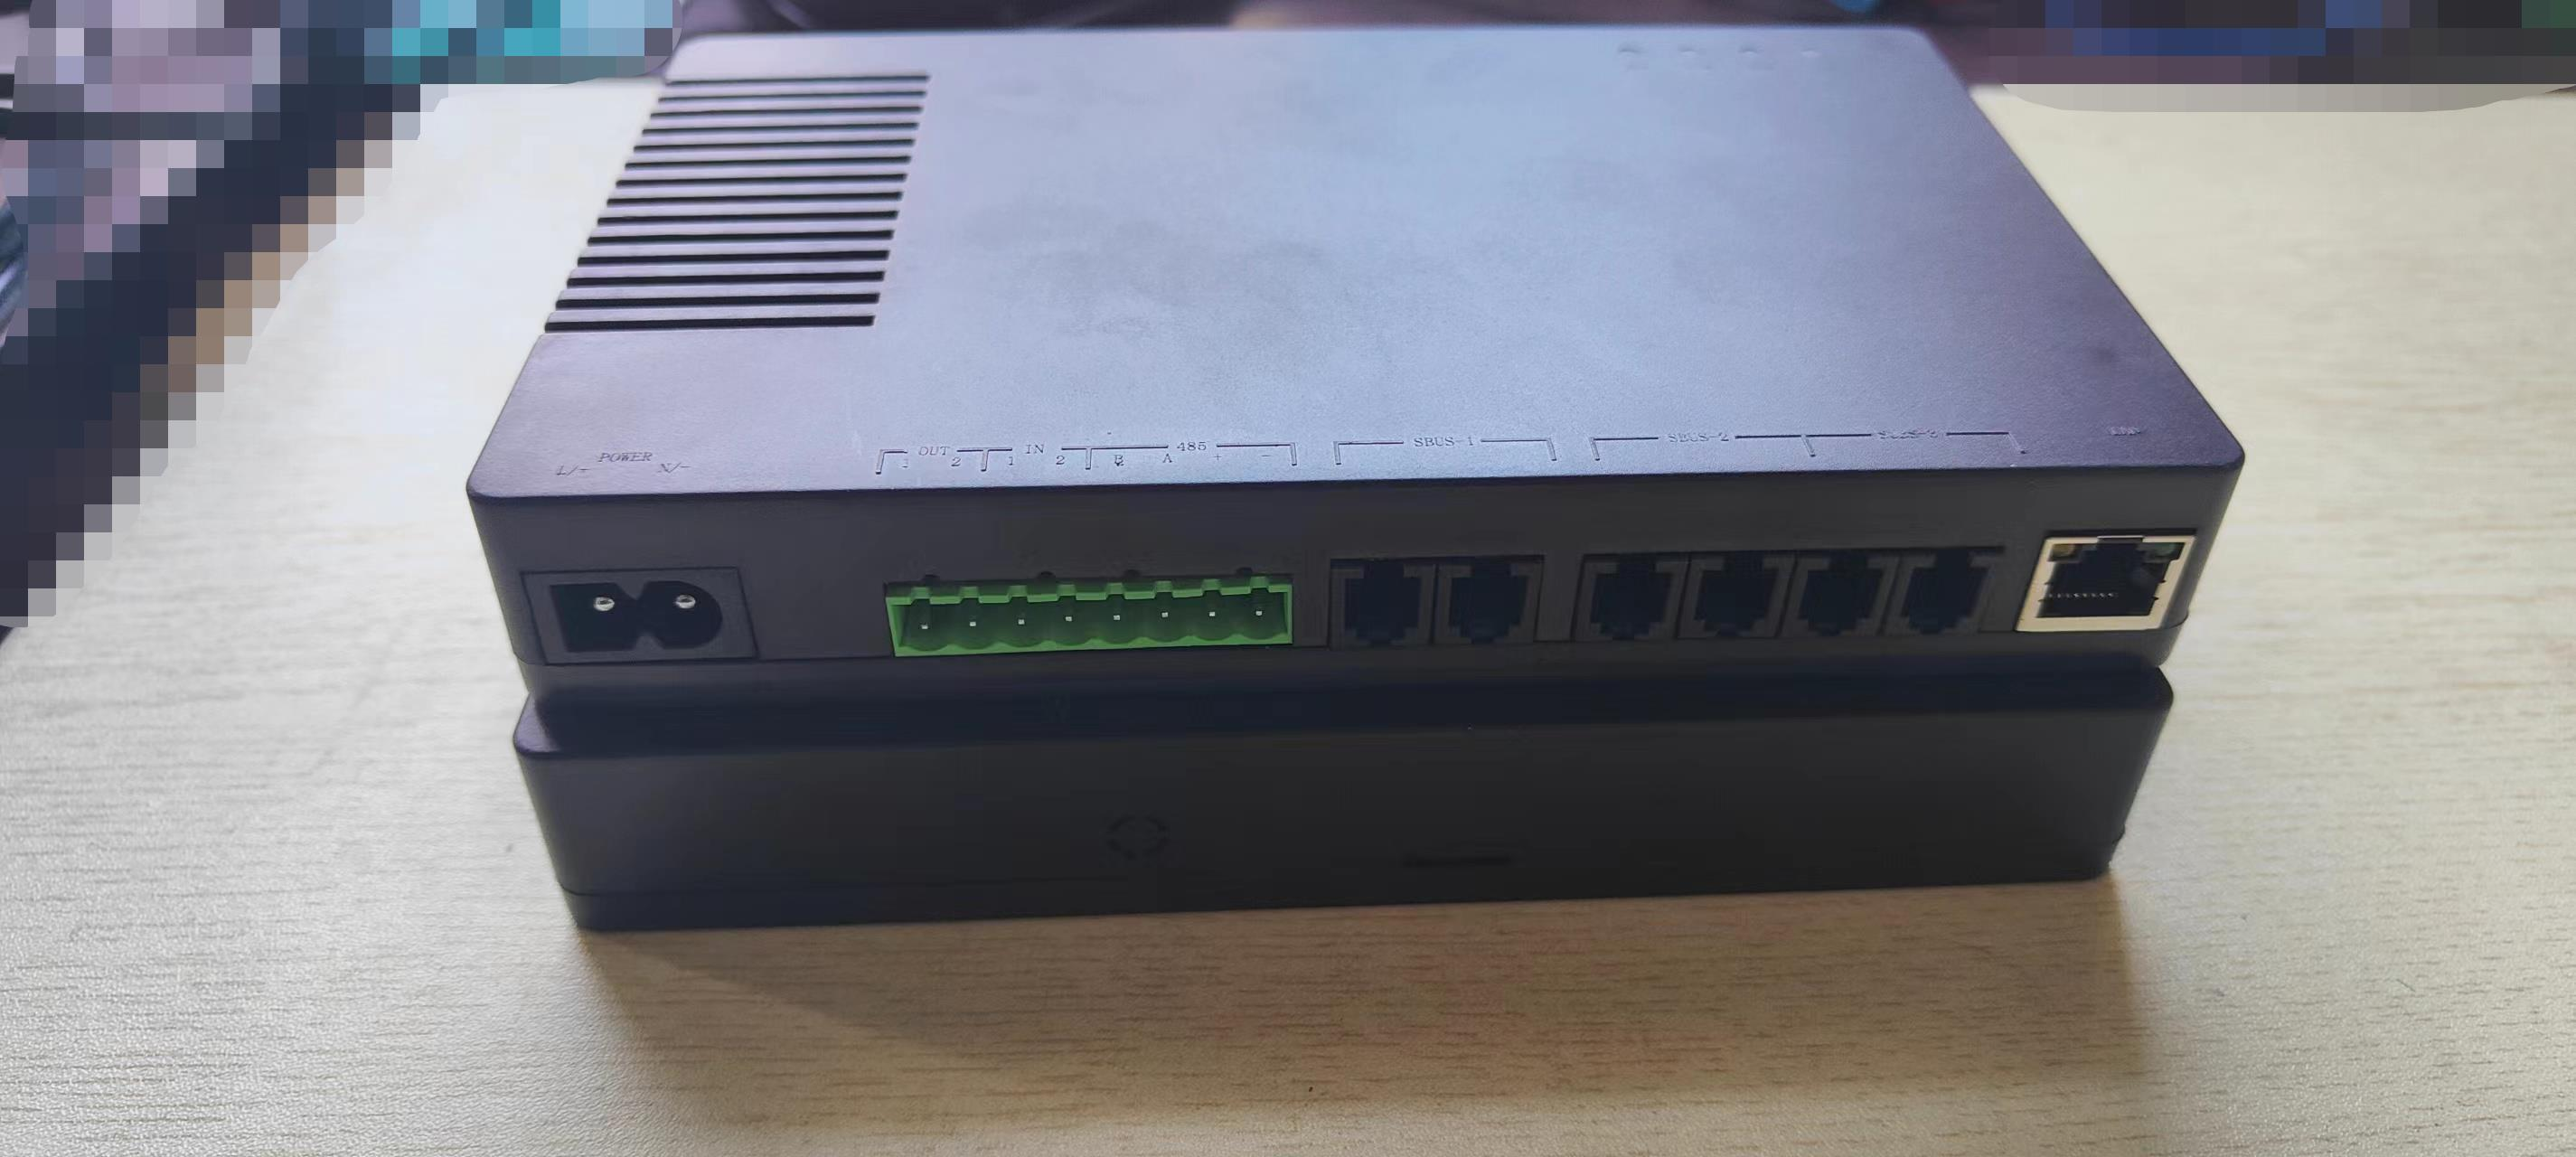 L/+ POWER N/-
OUT IN 485 SBUS-1 SBUS-2
1 2 1 2 B A + -